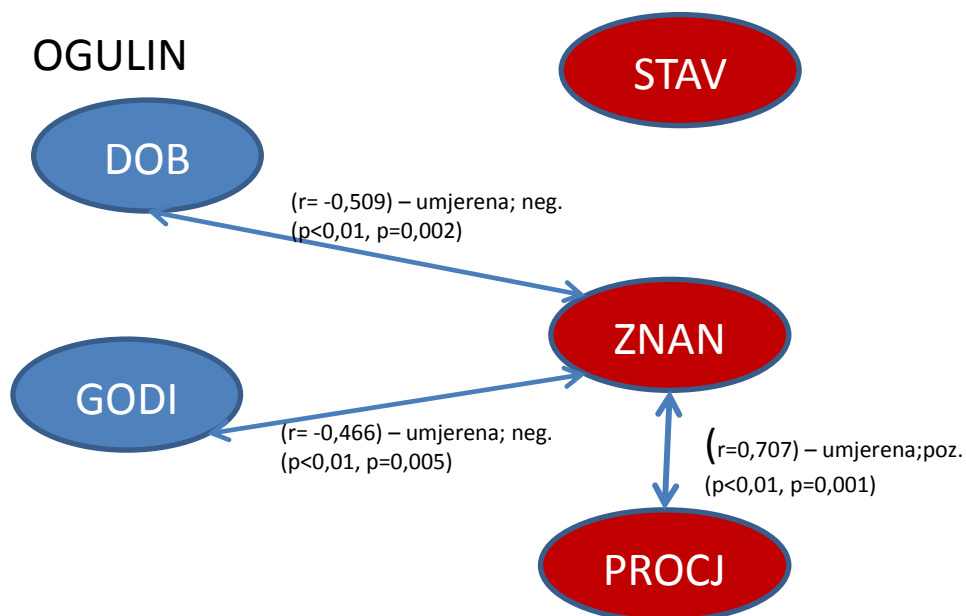 OGULIN
STAV
DOB
(r= -0,509) – umjerena; neg.
(p<0,01, p=0,002)
ZNAN
GODI
(r= -0,466) – umjerena; neg.
(p<0,01, p=0,005)
(r=0,707) – umjerena;poz.
(p<0,01, p=0,001)
PROCJ